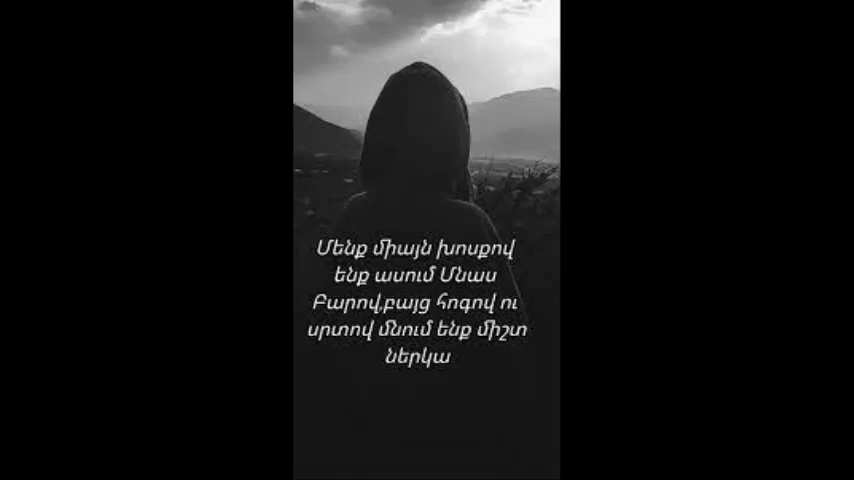 Մենք միայն խոսքով
ենք ասում Մնաս
Բարով,բայց հոգով ու
սրտով մնում ենք միշտ
ներկա